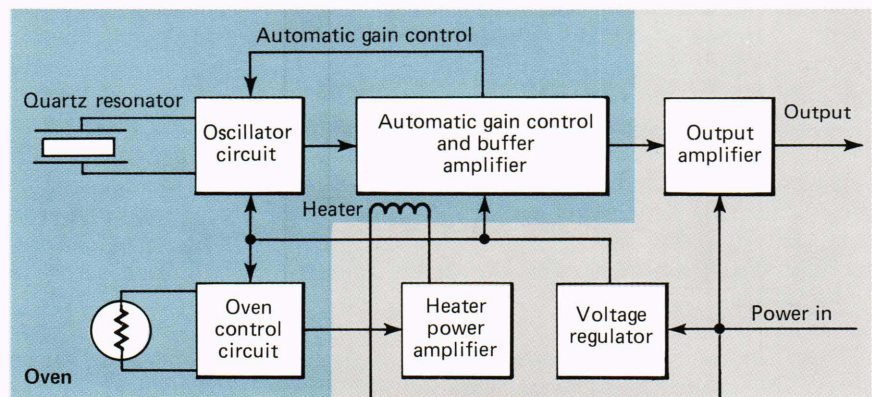 Automatic gain control
Quartz resonator
Oscillator
circuit
Automatic gain control
and buffer
amplifier
Output
amplifier
Output
Heater
Oven
control
circuit
Heater
power
amplifier
Voltage
regulator
Power in
Oven